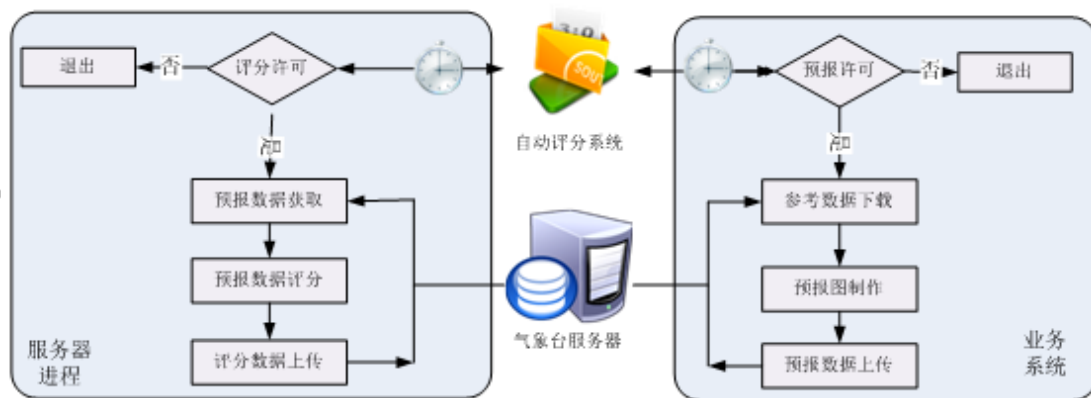 退出
否
评分许可
是
预报数据获取
预报数据评分
评分数据上传
服务器
进程
SOU
自动评分系统
气象台服务器
预报许可
否
退出
是
参考数据下载
预报图制作
预报数据上传
业务
系统